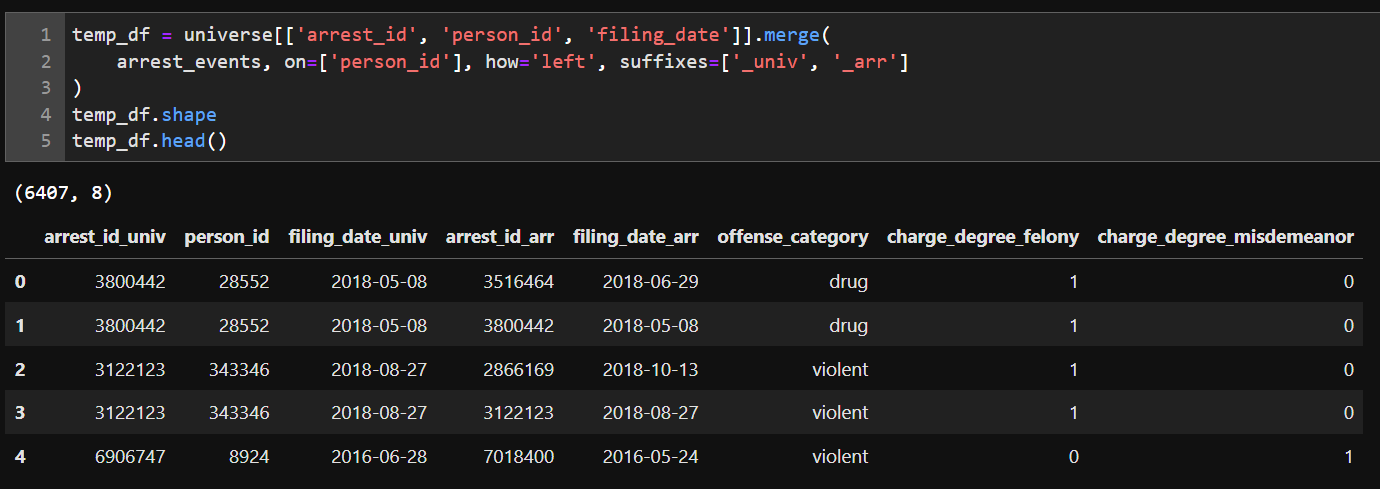 1 temp_df = universe[['arrest_id', 'person_id', 'filing_date']].merge(
2     arrest_events, on=['person_id'], how='left', suffixes=['_univ', '_arr']
3 )
4 temp_df.shape
5 temp_df.head()
(6407, 8)
arrest_id_univ person_id filing_date_univ arrest_id_arr filing_date_arr offense_category charge_degree_felony charge_degree_misdemeanor
0 3800442 28552 2018-05-08 3516464 2018-06-29 drug 1 0
1 3800442 28552 2018-05-08 3800442 2018-05-08 drug 1 0
2 3122123 343346 2018-08-27 2866169 2018-10-13 violent 1 0
3 3122123 343346 2018-08-27 3122123 2018-08-27 violent 1 0
4 6906747 8924 2016-06-28 7018400 2016-05-24 violent 0 1